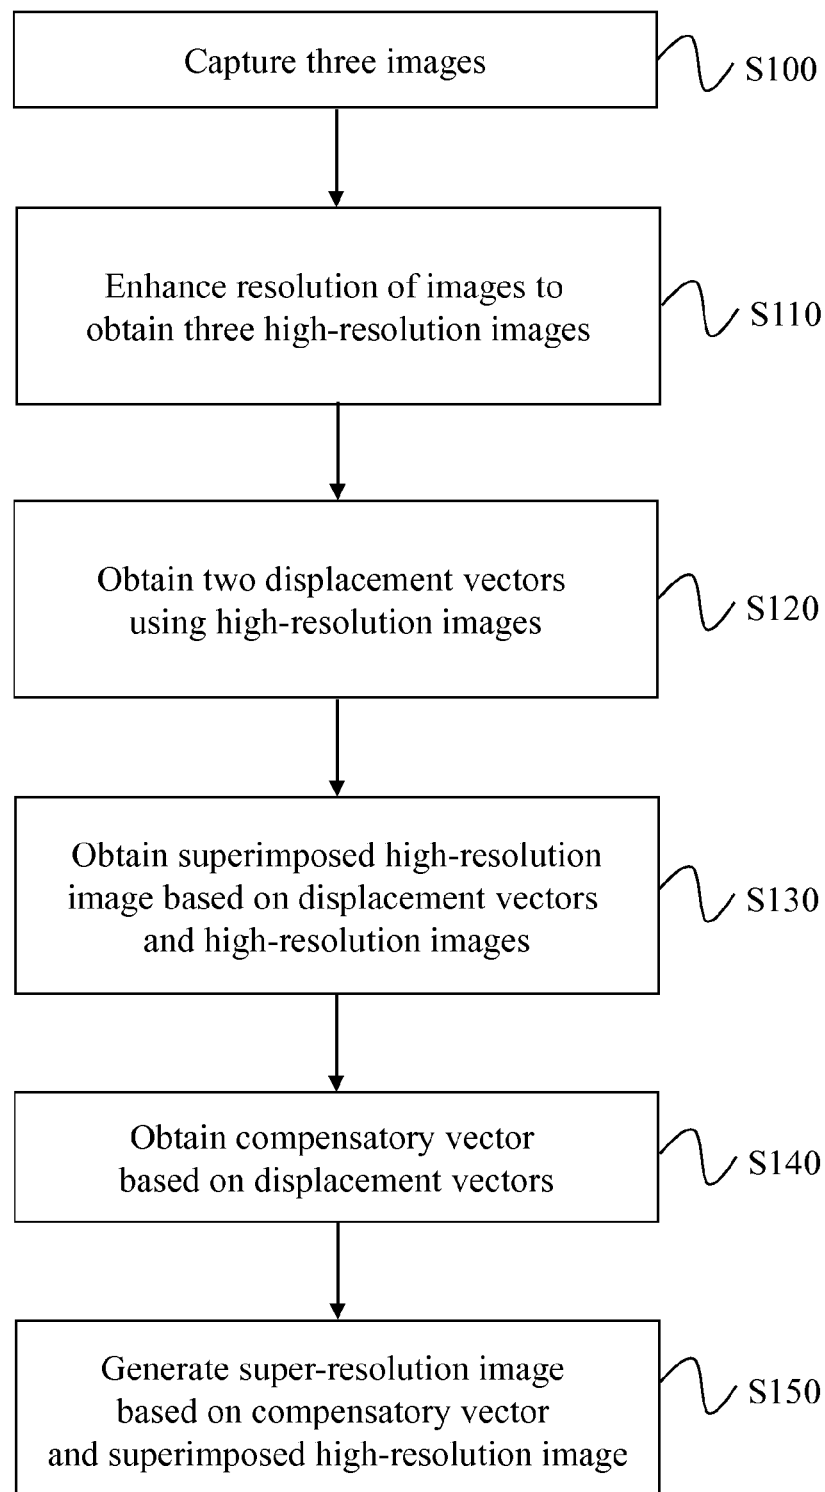 Capture three images
S100
Enhance resolution of images to
obtain three high-resolution images
S110
Obtain two displacement vectors
using high-resolution images
S120
Obtain superimposed high-resolution
image based on displacement vectors
and high-resolution images
S130
Obtain compensatory vector
based on displacement vectors
S140
Generate super-resolution image
based on compensatory vector
and superimposed high-resolution image
S150